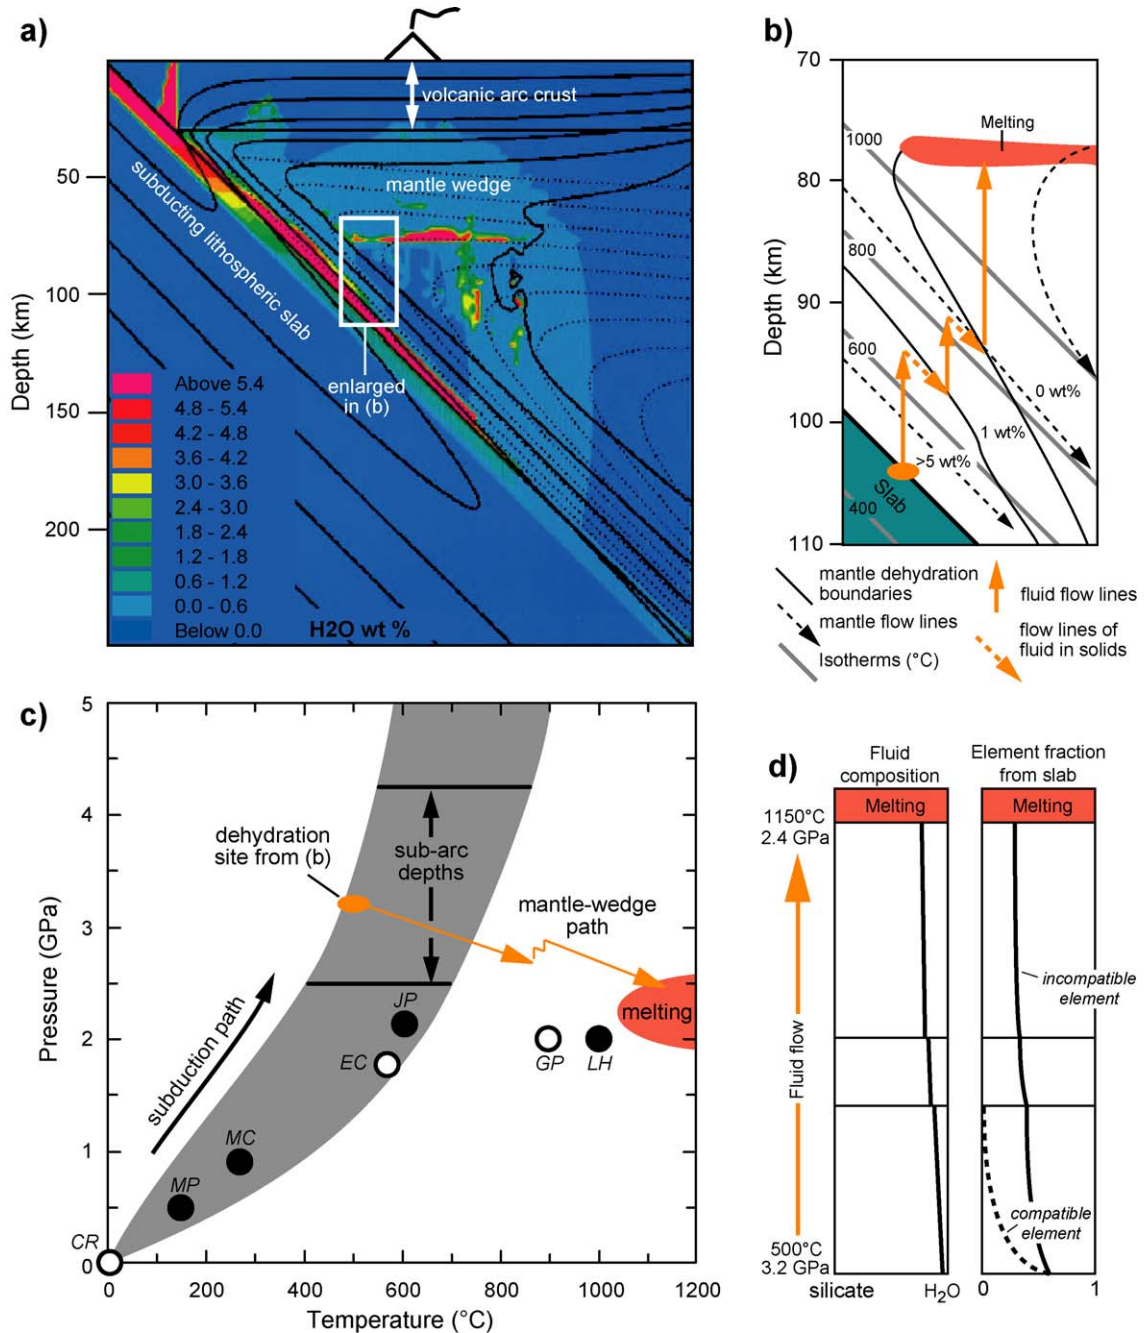 a)
volcanic arc crust
mantle wedge
subducting lithospheric slab
enlarged
in (b)
Depth (km)
50
100
150
200
Above 5.4
4.8 - 5.4
4.2 - 4.8
3.6 - 4.2
3.0 - 3.6
2.4 - 3.0
1.8 - 2.4
1.2 - 1.8
0.6 - 1.2
0.0 - 0.6
Below 0.0
H2O wt %
b)
Depth (km)
70
80
90
100
110
Melting
1000
800
600
400
0 wt%
1 wt%
>5 wt%
Slab
mantle dehydration
boundaries
mantle flow lines
Isotherms (°C)
fluid flow lines
flow lines of
fluid in solids
c)
Pressure (GPa)
5
4
3
2
1
0
0
200
400
600
800
1000
1200
Temperature (°C)
dehydration
site from (b)
sub-arc
depths
mantle-wedge
path
subduction path
melting
JP
EC
GP
LH
MC
MP
CR
d)
Fluid
composition
Element fraction
from slab
Melting
Melting
1150°C
2.4 GPa
Fluid flow
incompatible
element
compatible
element
500°C
3.2 GPa
silicate
H2O
0
1